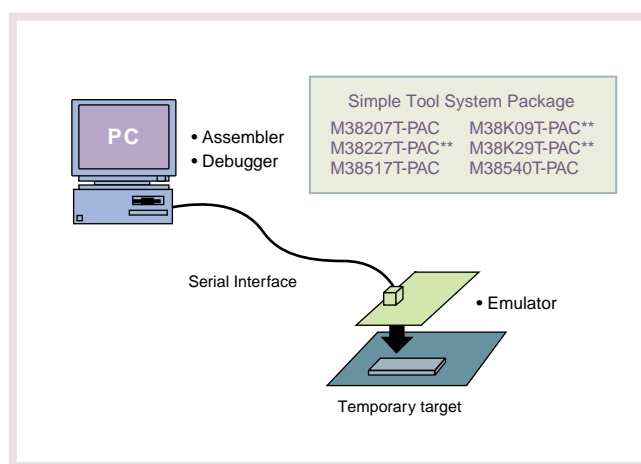 Simple Tool System Package
M38207T-PAC M38K09T-PAC**
M38227T-PAC** M38K29T-PAC**
M38517T-PAC M38540T-PAC
PC
• Assembler
• Debugger
Serial Interface
• Emulator
Temporary target